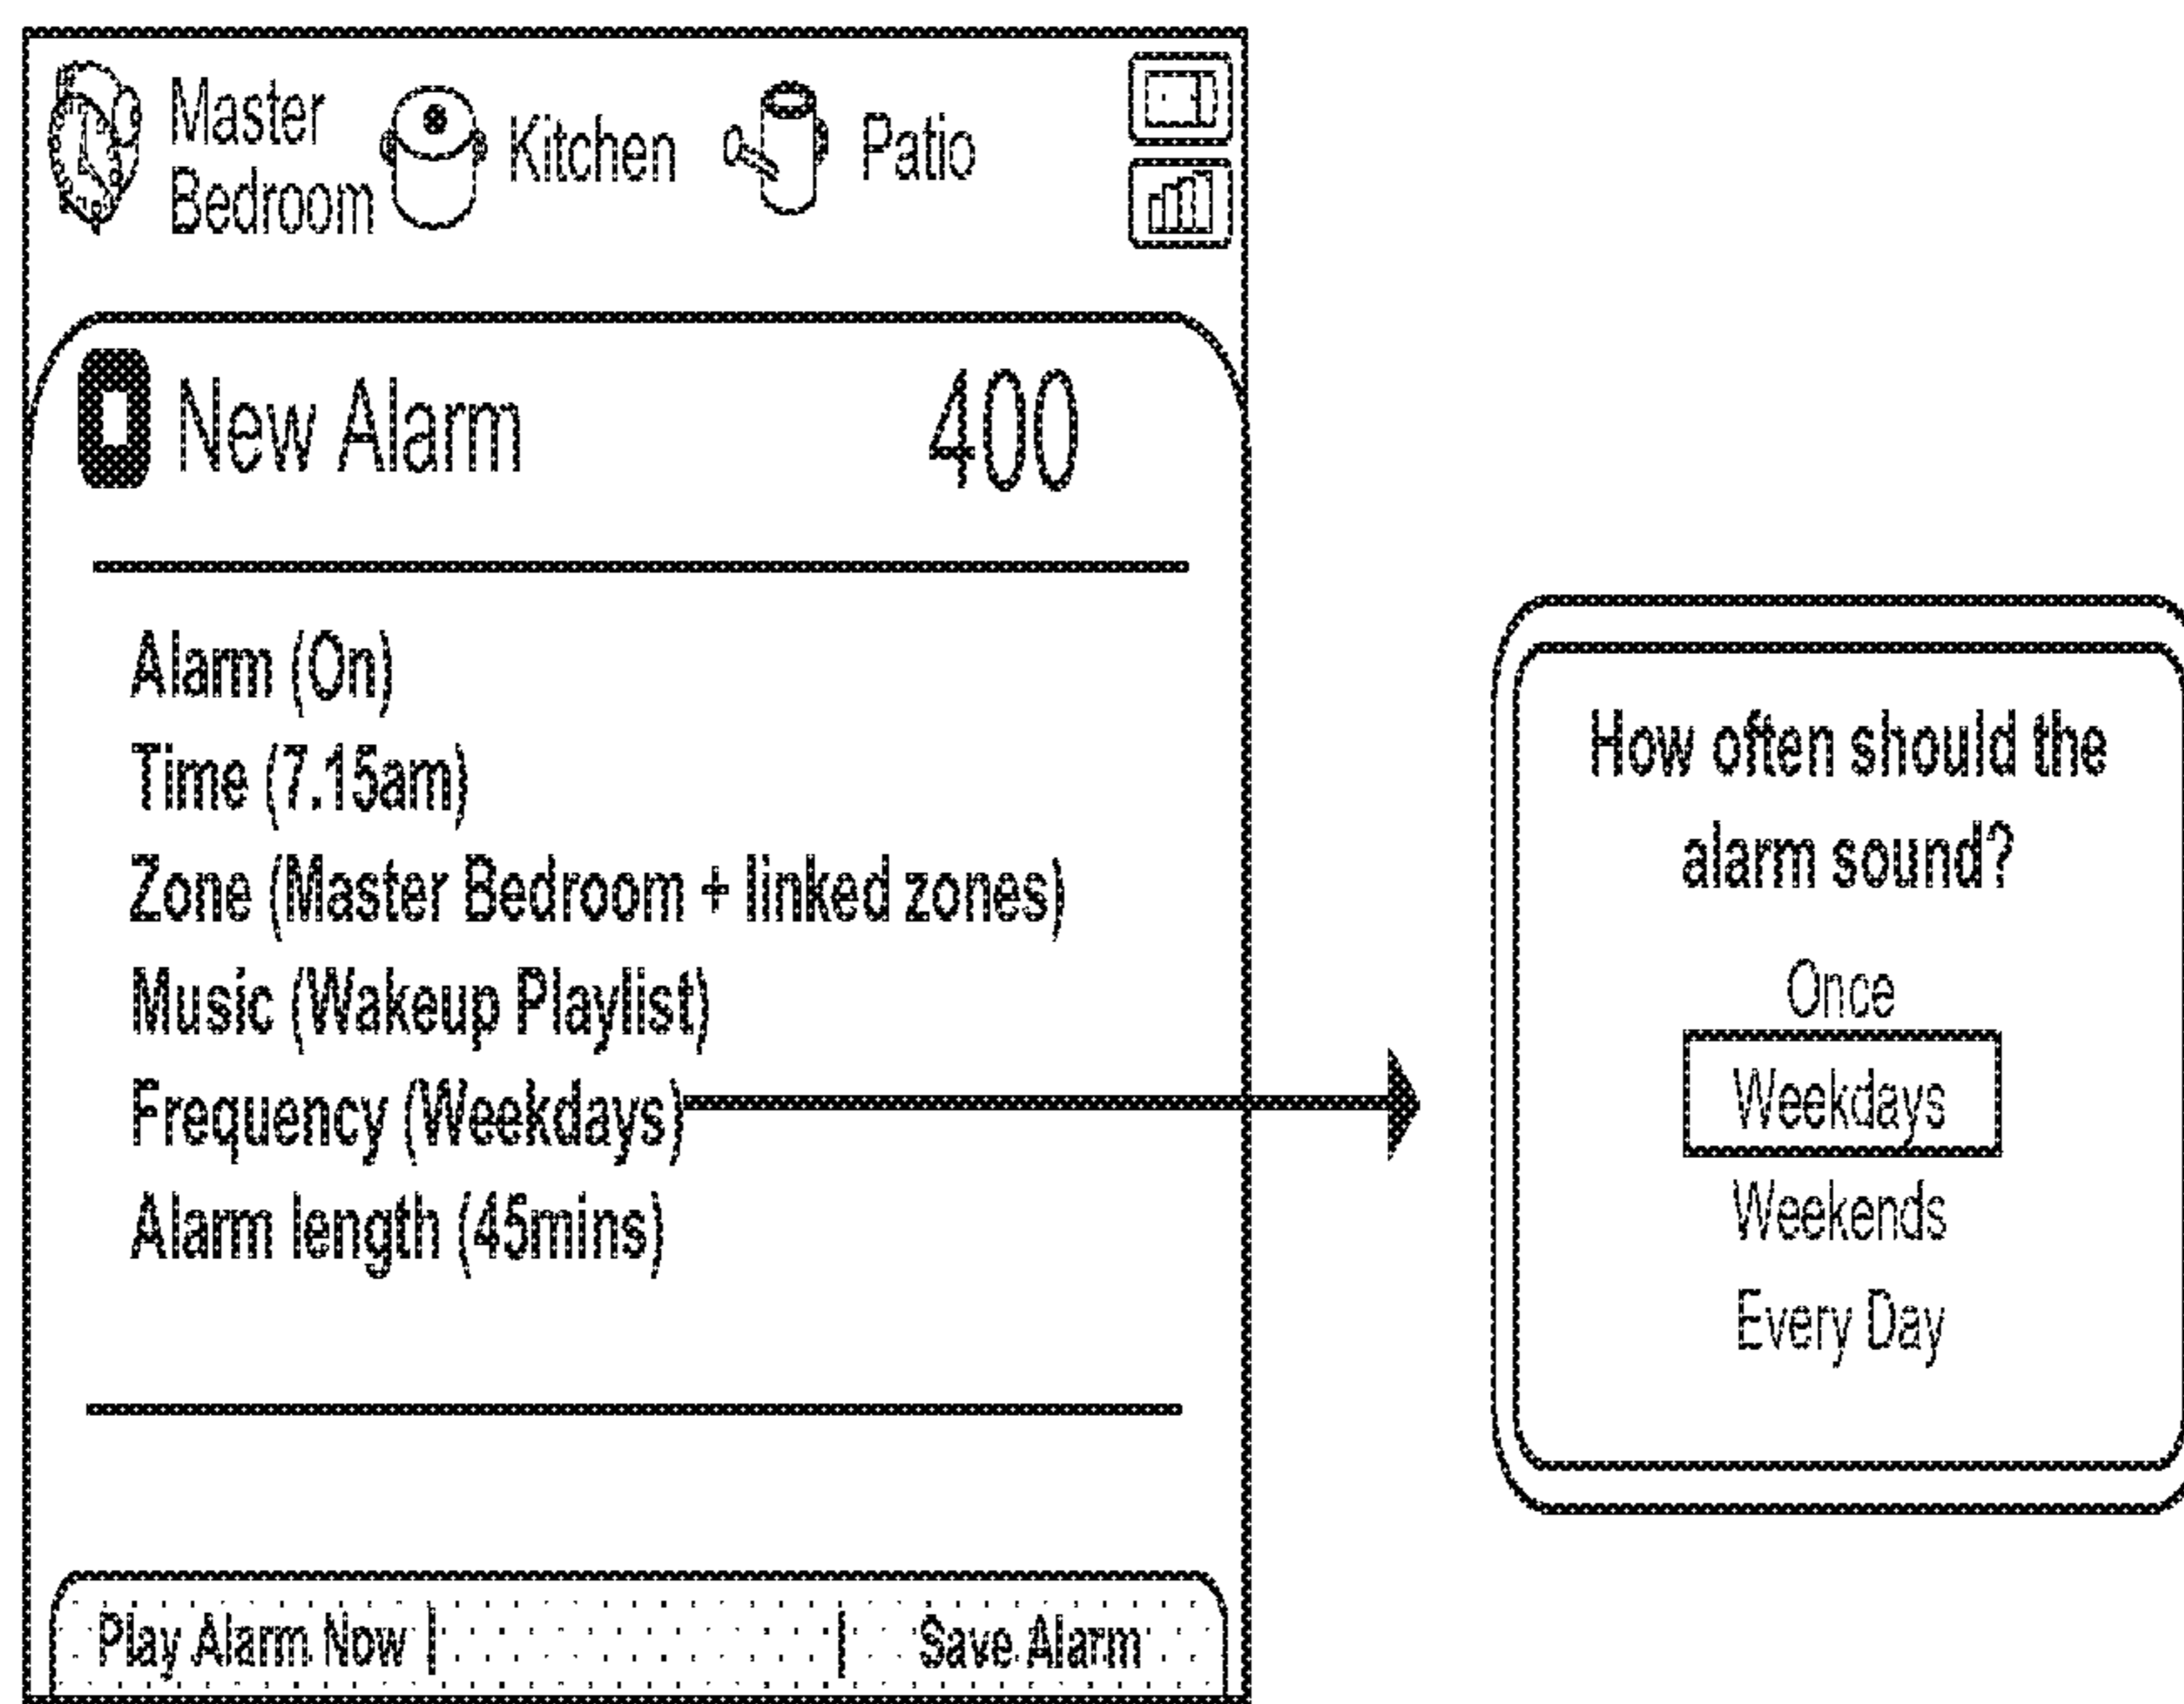 Master
Bedroom
Kitchen
Patio
New Alarm
400
Alarm (On)
Time (7.15am)
Zone (Master Bedroom + linked zones)
Music (Wakeup Playlist)
Frequency (Weekdays)
Alarm length (45mins)
Play Alarm Now
Save Alarm
How often should the
alarm sound?
Once
Weekdays
Weekends
Every Day